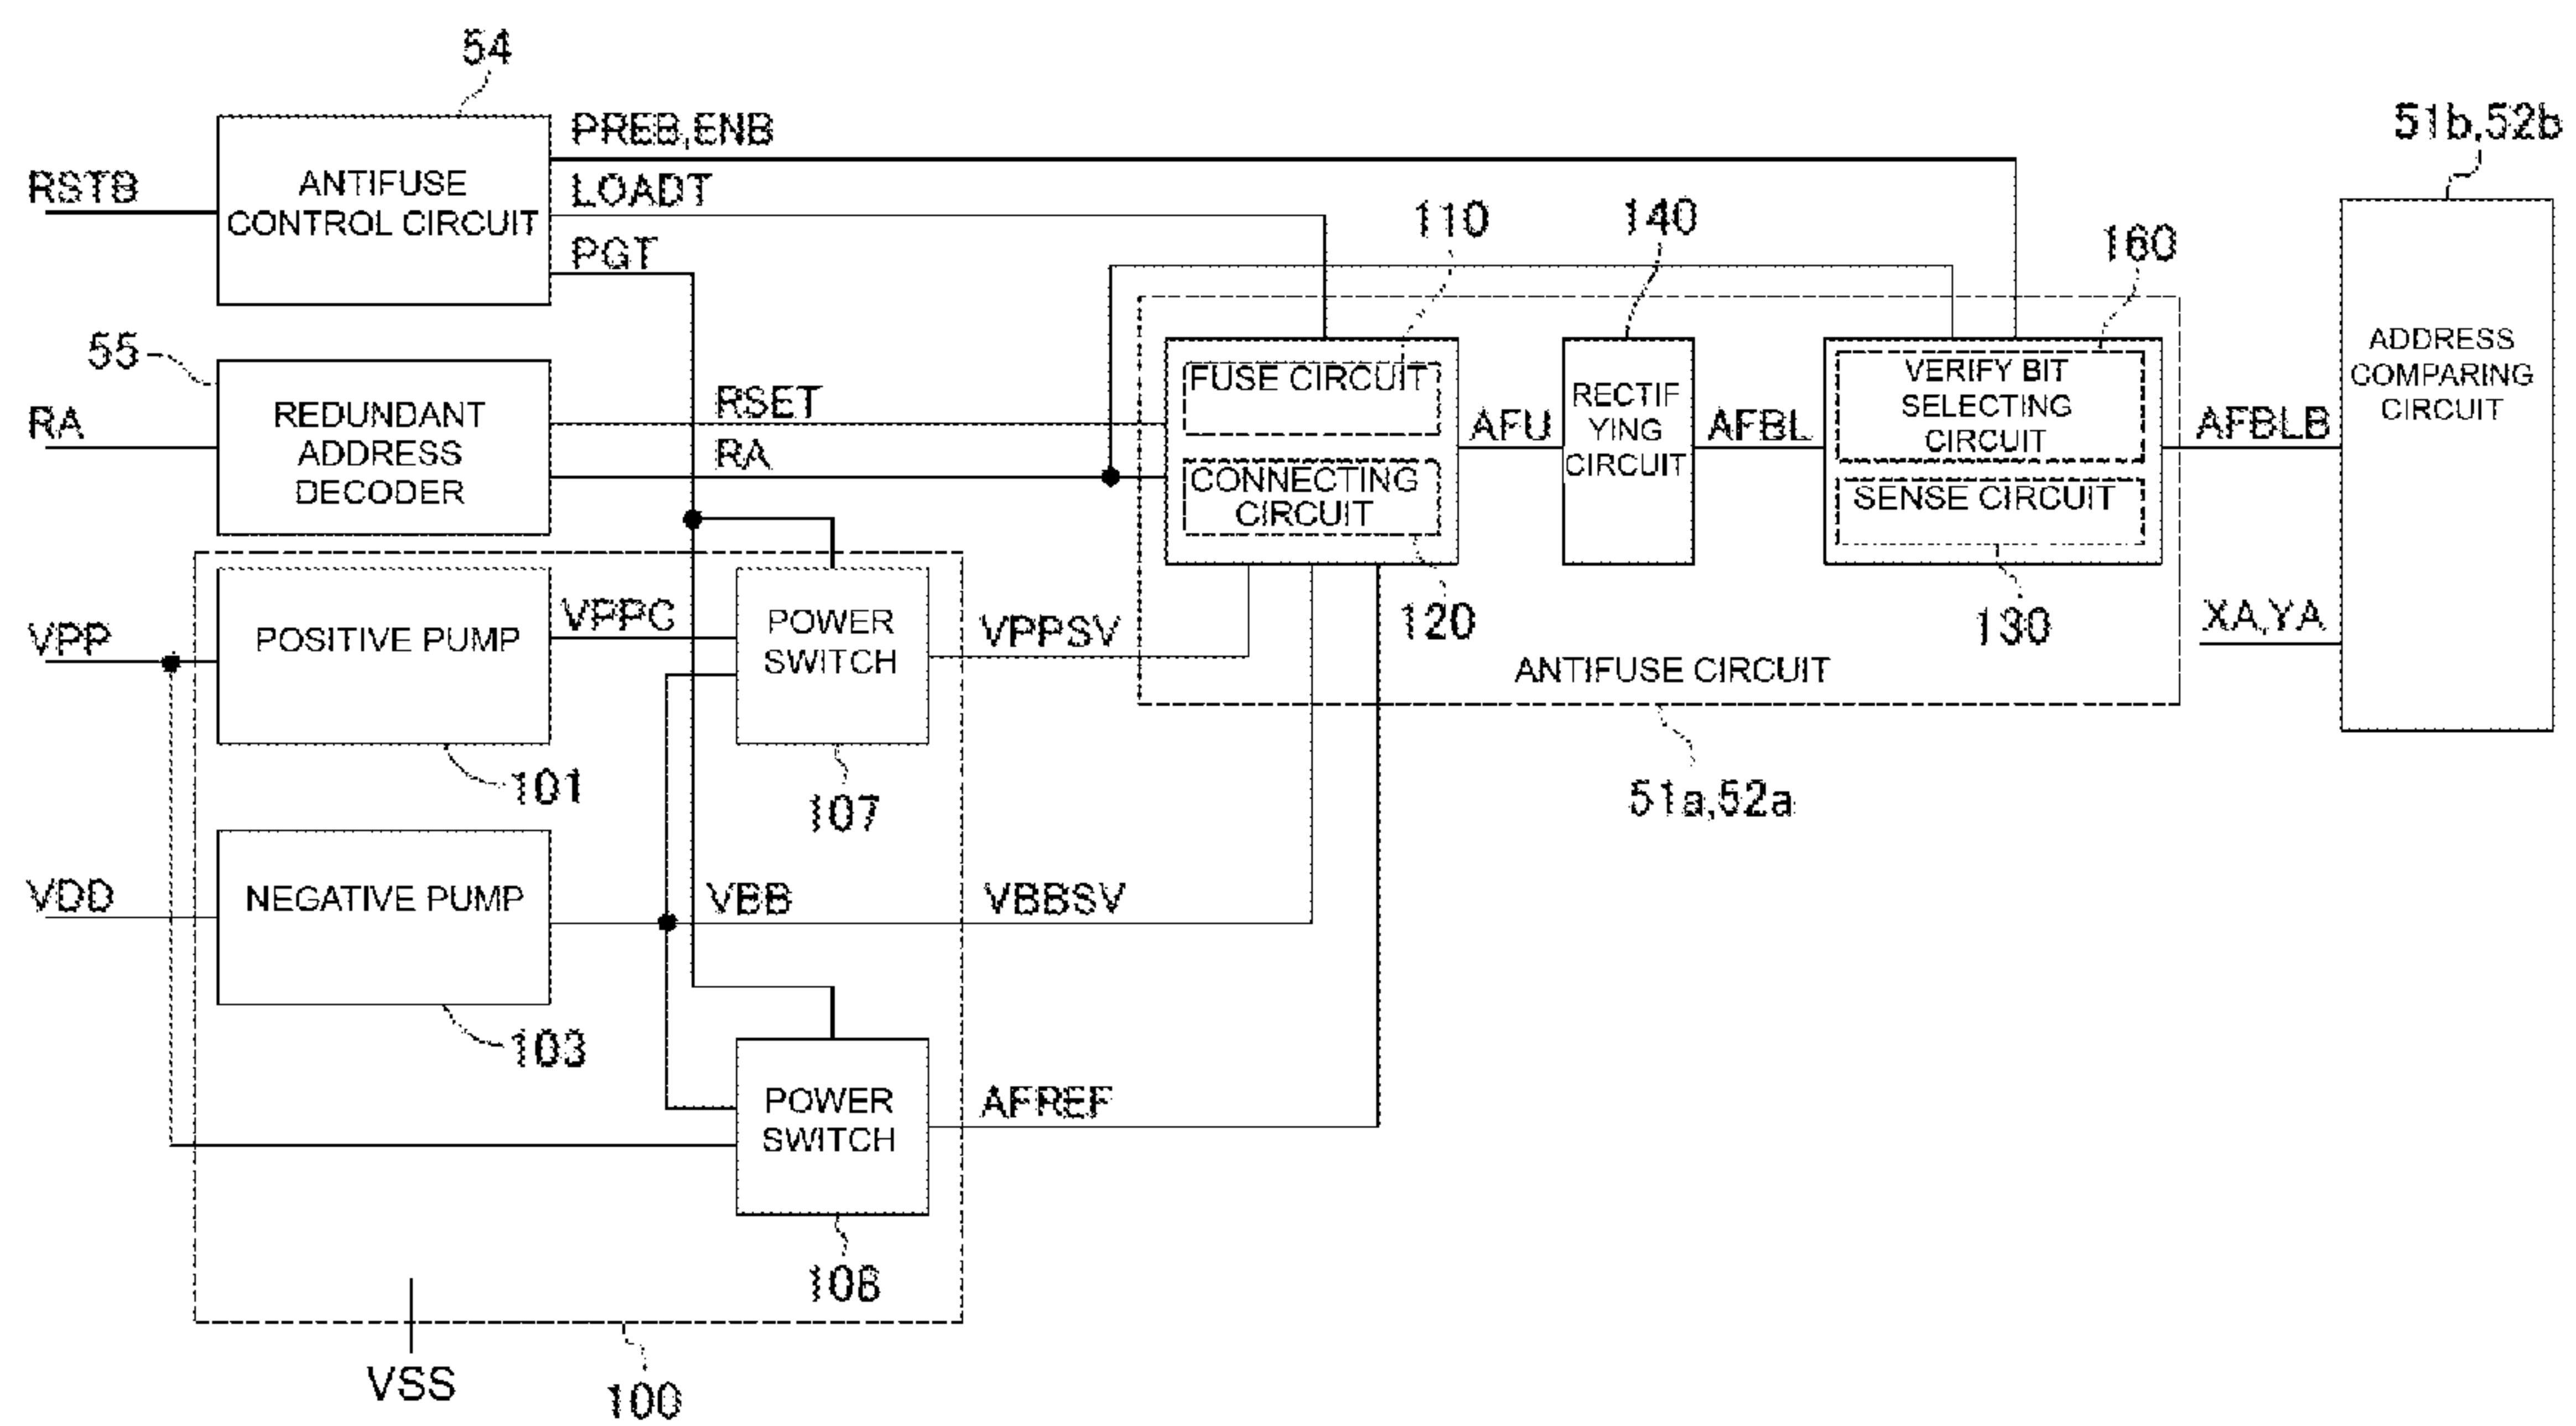 54
PREB,ENB
51b,52b
RSTB
ANTIFUSE
CONTROL CIRCUIT
LOADT
PGT
110
140
160
55
RA
REDUNDANT
ADDRESS
DECODER
RSET
RA
FUSE CIRCUIT
CONNECTING
CIRCUIT
AFU
RECTIF
YING
CIRCUIT
AFBL
VERIFY BIT
SELECTING
CIRCUIT
SENSE CIRCUIT
AFBLB
ADDRESS
COMPARING
CIRCUIT
VPP
POSITIVE PUMP
VPPC
POWER
SWITCH
VPPSV
120
130
XA,YA
ANTIFUSE CIRCUIT
101
107
51a,52a
VDD
NEGATIVE PUMP
VBB
VBBSV
103
POWER
SWITCH
AFREF
108
VSS
100